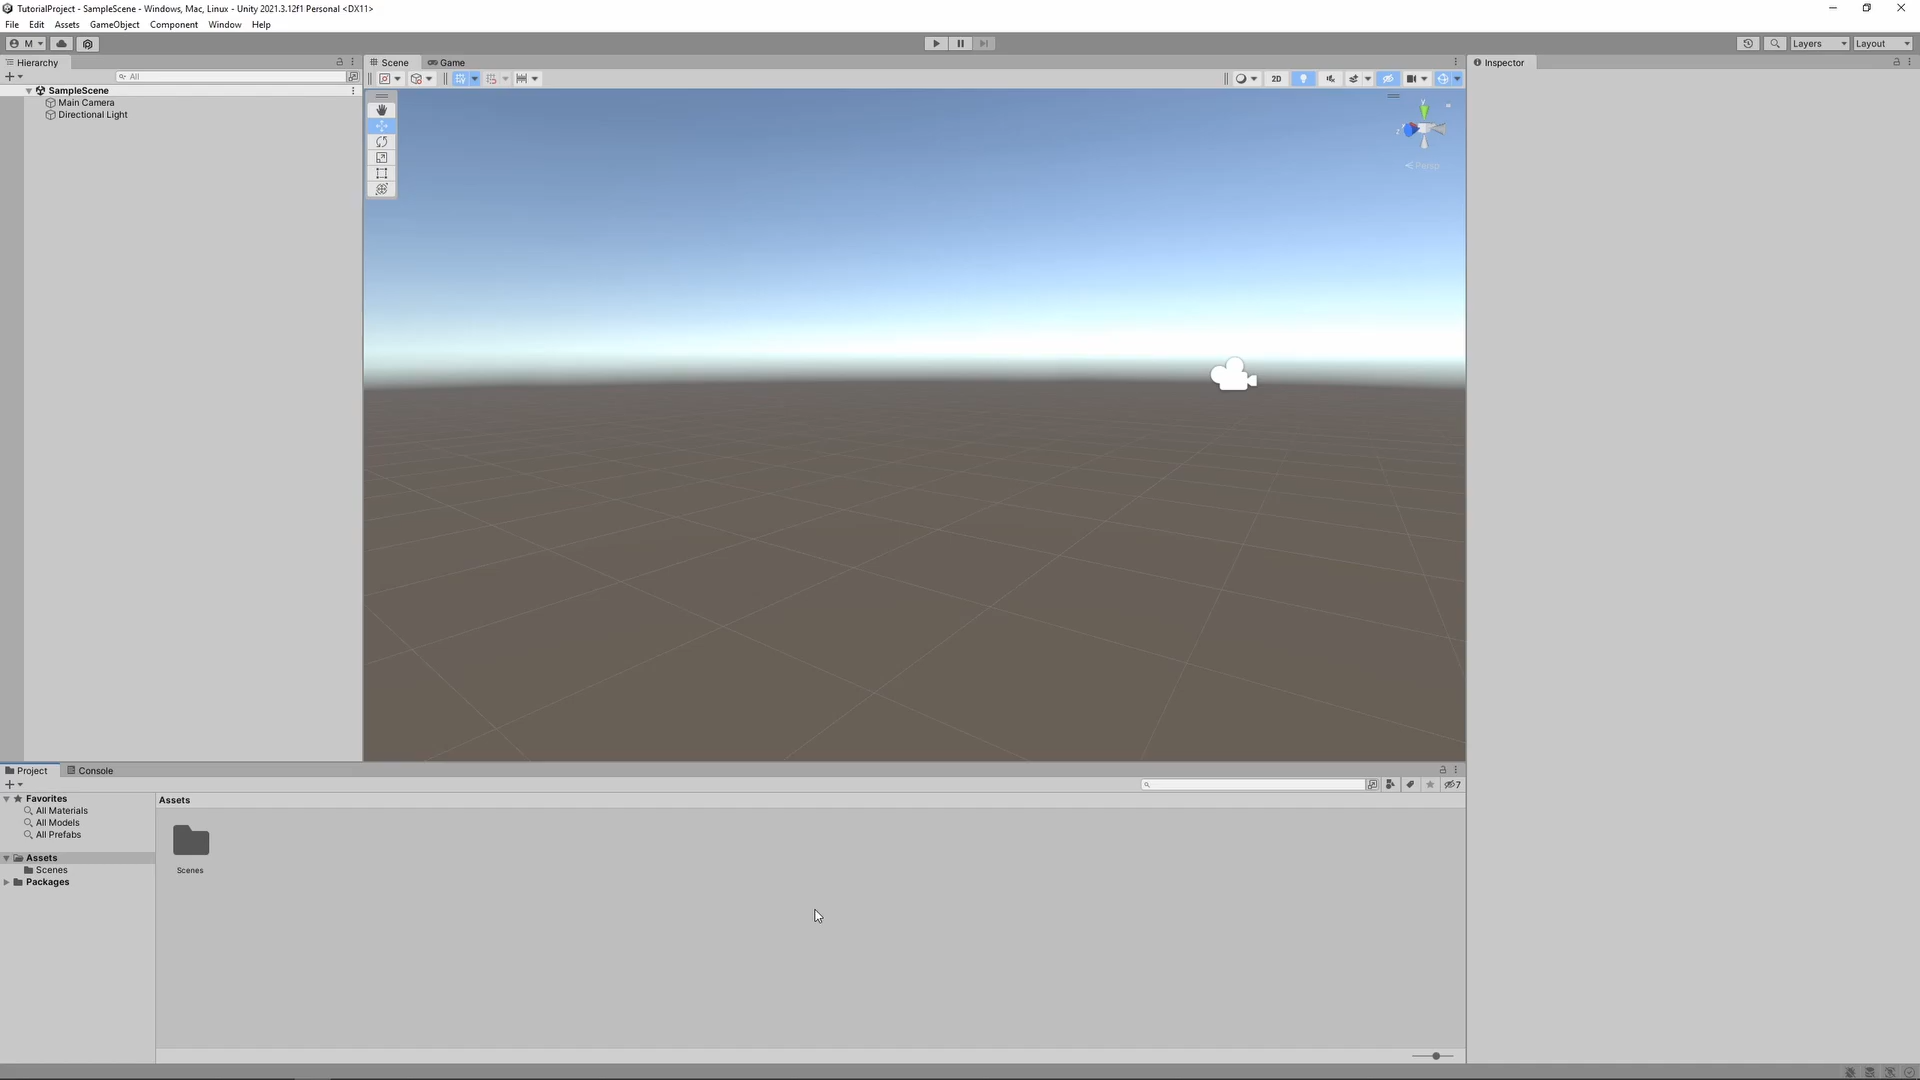 TutorialProject - SampleScene - Windows, Mac, Linux - Unity 2021.3.12f1 Personal <DX11>
File Edit Assets GameObject Component Window Help
M
Layers
Layout
Hierarchy
All
SampleScene
Main Camera
Directional Light
Scene
Game
2D
y
z
Persp
Inspector
Project
Console
7
Favorites
All Materials
All Models
All Prefabs
Assets
Scenes
Packages
Assets
Scenes